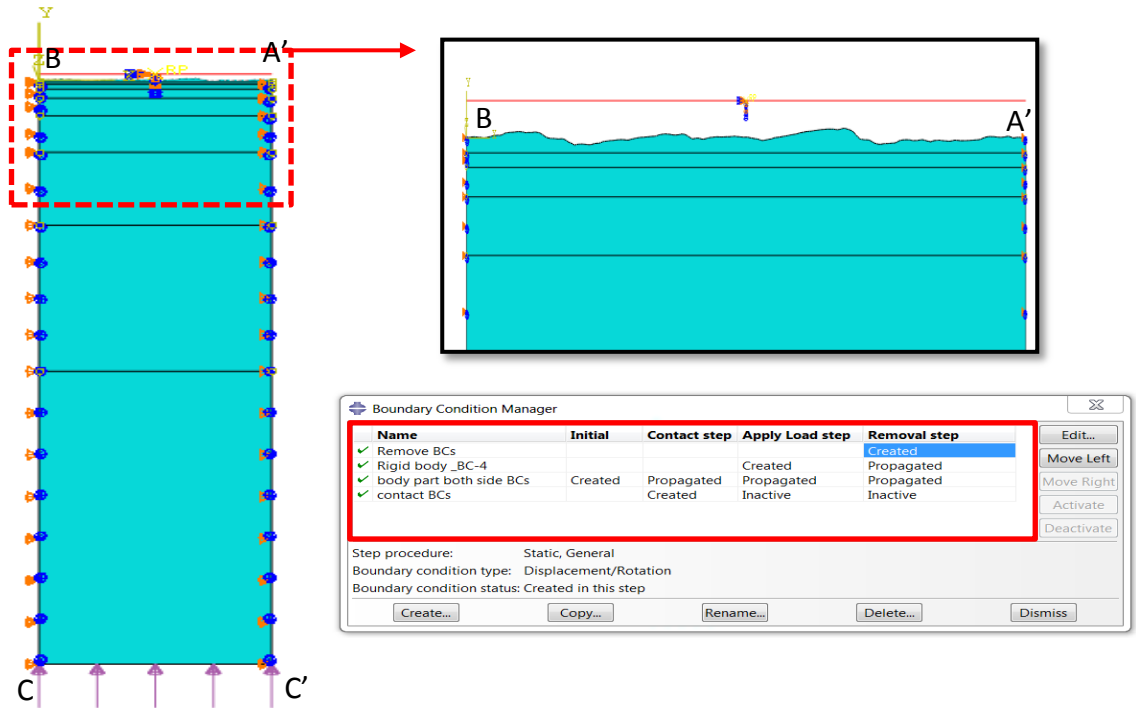 Y
B
A'
Z
RP
Y
B
A'
Boundary Condition Manager
Name Initial Contact step Apply Load step Removal step
Remove BCs Created
Rigid body _BC-4 Created Propagated
body part both side BCs Created Propagated Propagated Propagated
contact BCs Created Inactive Inactive
Edit...
Move Left
Move Right
Activate
Deactivate
Step procedure: Static, General
Boundary condition type: Displacement/Rotation
Boundary condition status: Created in this step
Create... Copy... Rename... Delete... Dismiss
C
C'